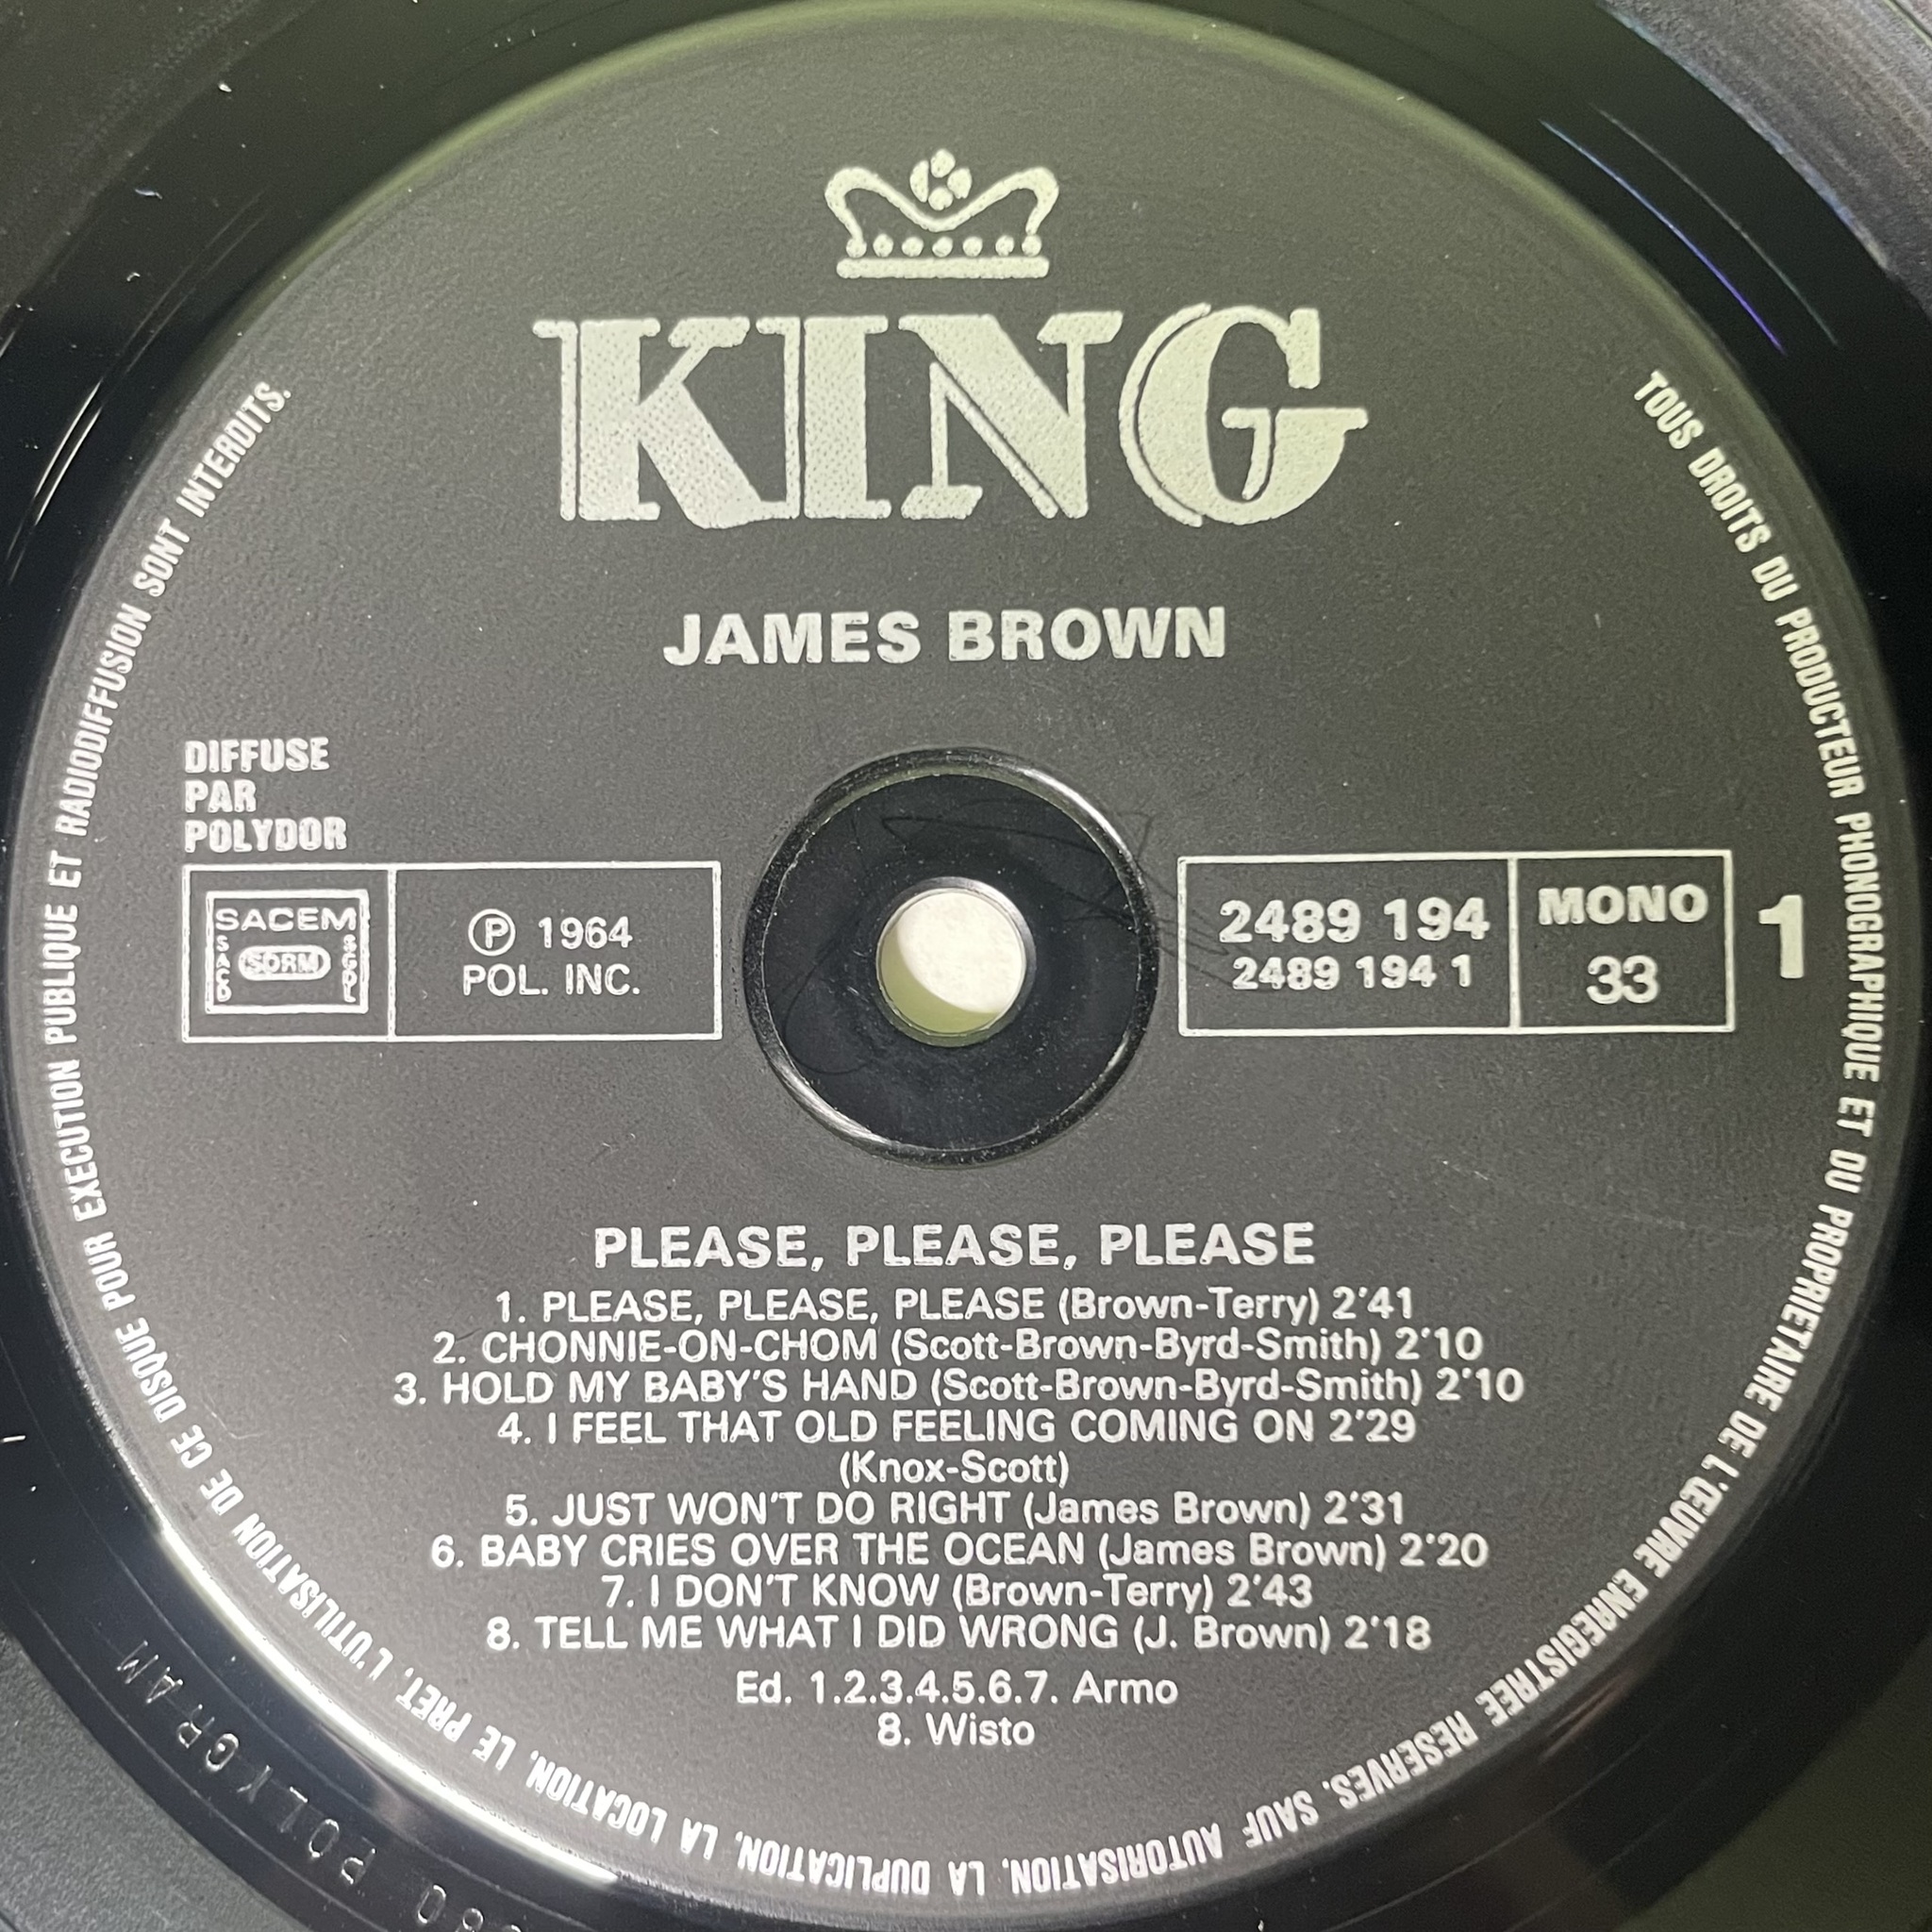 KING
JAMES BROWN
DIFFUSE
PAR
POLYDOR
SACEM
SACD
SDRM
SGDL
Ⓟ 1964
POL. INC.
2489 194
2489 194 1
MONO
33
1
PLEASE, PLEASE, PLEASE
1. PLEASE, PLEASE, PLEASE (Brown-Terry) 2'41
2. CHONNIE-ON-CHOM (Scott-Brown-Byrd-Smith) 2'10
3. HOLD MY BABY'S HAND (Scott-Brown-Byrd-Smith) 2'10
4. I FEEL THAT OLD FEELING COMING ON 2'29
(Knox-Scott)
5. JUST WON'T DO RIGHT (James Brown) 2'31
6. BABY CRIES OVER THE OCEAN (James Brown) 2'20
7. I DON'T KNOW (Brown-Terry) 2'43
8. TELL ME WHAT I DID WRONG (J. Brown) 2'18
Ed. 1.2.3.4.5.6.7. Armo
8. Wisto
TOUS DROITS DU PRODUCTEUR PHONOGRAPHIQUE ET DU PROPRIETAIRE DE L'ŒUVRE ENREGISTREE RESERVES. SAUF AUTORISATION, LA DUPLICATION, LA LOCATION, LE PRET, L'UTILISATION DE CE DISQUE POUR EXECUTION PUBLIQUE ET RADIODIFFUSION SONT INTERDITS.
POLYGRAM